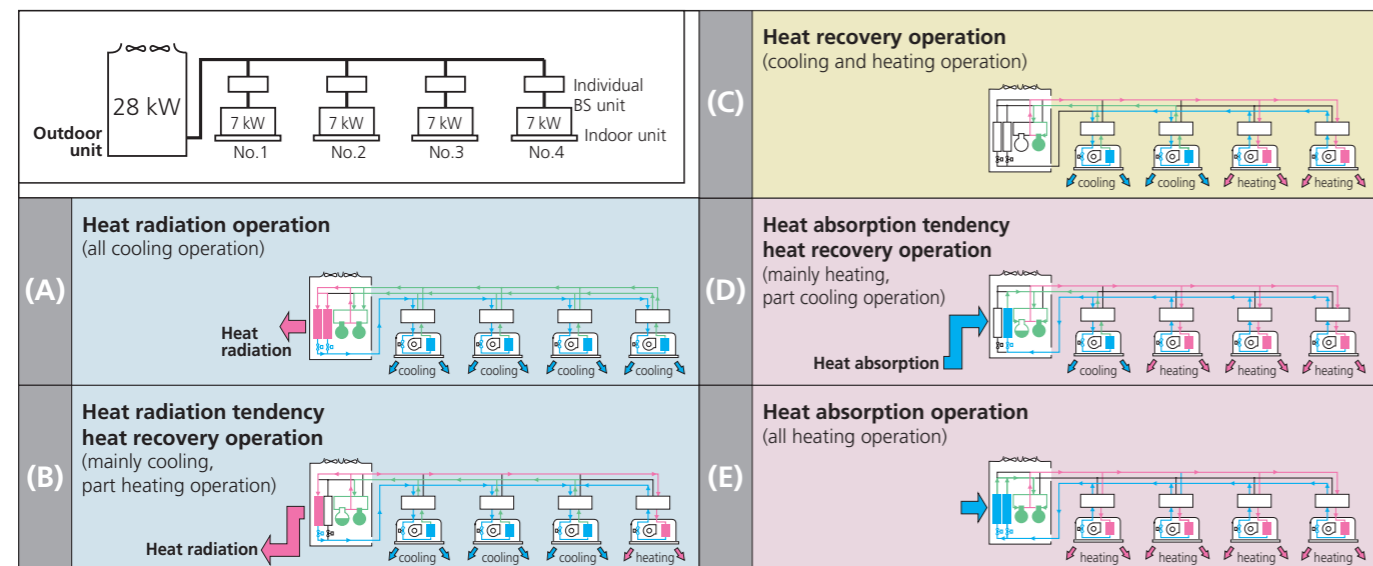 28 kW
Outdoor
unit
7 kW
7 kW
7 kW
7 kW
Individual
BS unit
Indoor unit
No.1
No.2
No.3
No.4
(A)
Heat radiation operation
(all cooling operation)
Heat
radiation
cooling
cooling
cooling
cooling
(B)
Heat radiation tendency
heat recovery operation
(mainly cooling,
part heating operation)
Heat radiation
cooling
cooling
cooling
heating
(C)
Heat recovery operation
(cooling and heating operation)
cooling
cooling
heating
heating
(D)
Heat absorption tendency
heat recovery operation
(mainly heating,
part cooling operation)
Heat absorption
cooling
heating
heating
heating
(E)
Heat absorption operation
(all heating operation)
heating
heating
heating
heating